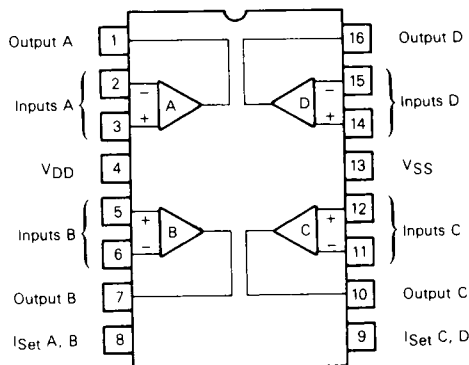 Output A 1 16 Output D
2 − − 15
Inputs A A D Inputs D
3 + + 14
VDD 4 13 VSS
5 + + 12
Inputs B B C Inputs C
6 − − 11
Output B 7 10 Output C
ISet A, B 8 9 ISet C, D